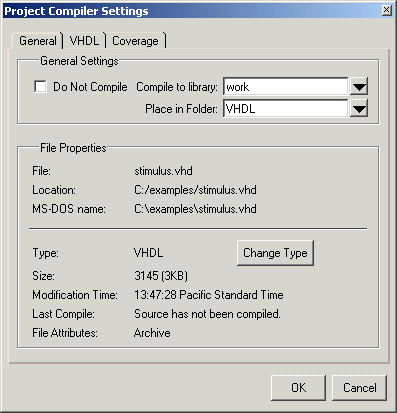 Project Compiler Settings
General VHDL Coverage
General Settings
Do Not Compile Compile to library: work
Place in Folder: VHDL
File Properties
File: stimulus.vhd
Location: C:/examples/stimulus.vhd
MS-DOS name: C:\examples\stimulus.vhd
Type: VHDL Change Type
Size: 3145 (3KB)
Modification Time: 13:47:28 Pacific Standard Time
Last Compile: Source has not been compiled.
File Attributes: Archive
OK Cancel